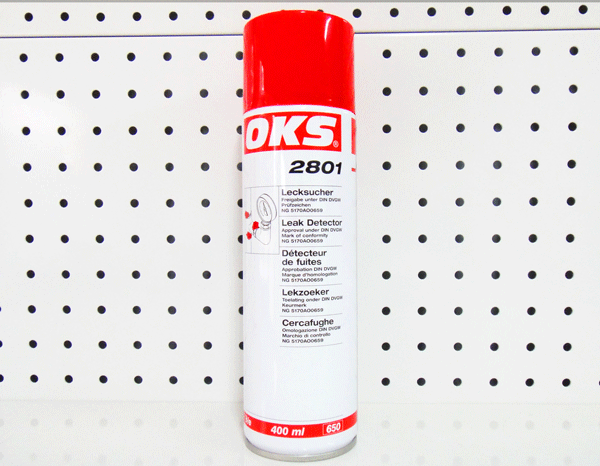 OKS®
2801
Lecksucher
Freigabe unter DIN DVGW
Prüfzeichen
NG 5170AO0659
Leak Detector
Approval under DIN DVGW
Mark of conformity
NG 5170AO0659
Détecteur
de fuites
Approbation DIN DVGW
Marque d'homologation
NG 5170AO0659
Lekzoeker
Toelating onder DIN DVGW
Keurmerk
NG 5170AO0659
Cercafughe
Omologazione DIN DVGW
Marchio di controllo
NG 5170AO0659
400 ml 650